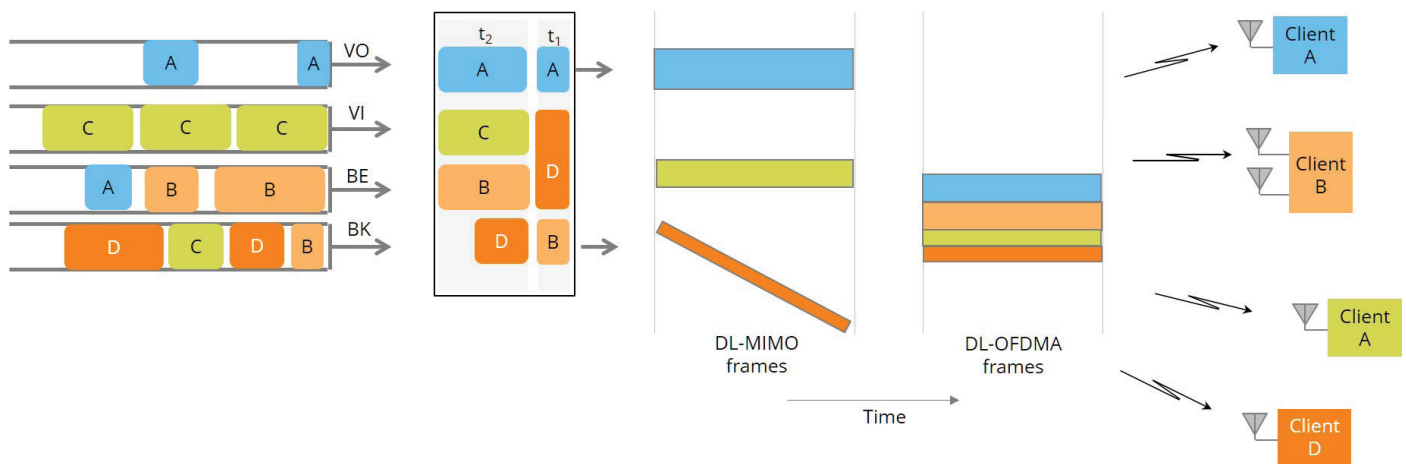 A
A
VO
C
C
C
VI
A
B
B
BE
D
C
D
B
BK
t₂
t₁
A
A
C
D
B
D
B
DL-MIMO
frames
DL-OFDMA
frames
Time
Client
A
Client
B
Client
A
Client
D